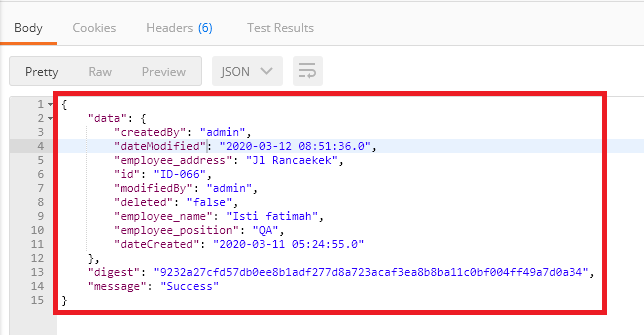 Body Cookies Headers (6) Test Results
Pretty Raw Preview JSON
1 {
2 "data": {
3 "createdBy": "admin",
4 "dateModified": "2020-03-12 08:51:36.0",
5 "employee_address": "Jl Rancaekek",
6 "id": "ID-066",
7 "modifiedBy": "admin",
8 "deleted": "false",
9 "employee_name": "Isti fatimah",
10 "employee_position": "QA",
11 "dateCreated": "2020-03-11 05:24:55.0"
12 },
13 "digest": "9232a27cfd57db0ee8b1adf277d8a723acaf3ea8b8ba11c0bf004ff49a7d0a34",
14 "message": "Success"
15 }